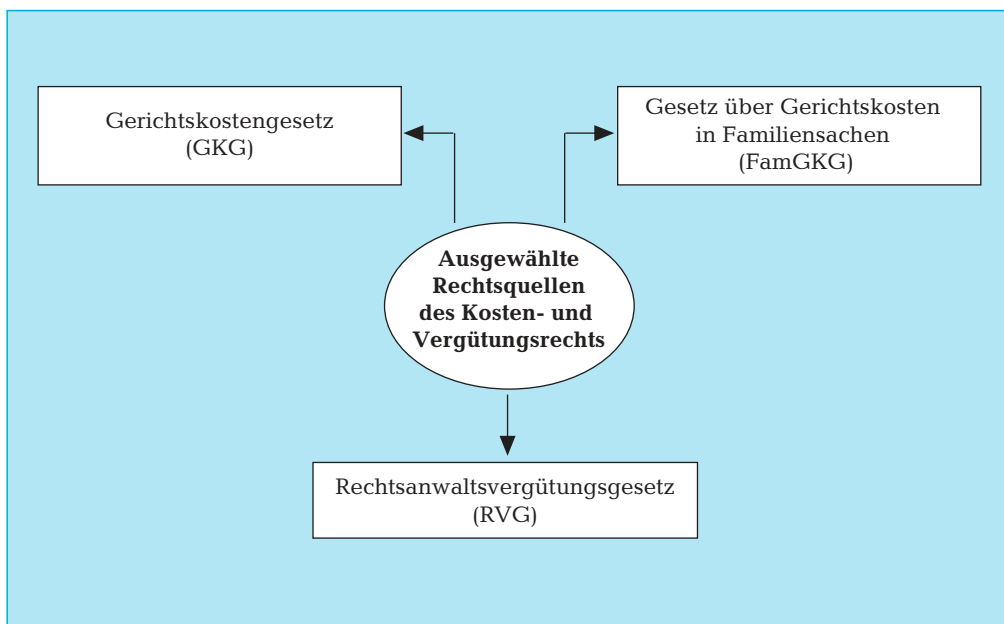 Gerichtskostengesetz
(GKG)
Gesetz über Gerichtskosten
in Familiensachen
(FamGKG)
Ausgewählte
Rechtsquellen
des Kosten- und
Vergütungsrechts
Rechtsanwaltsvergütungsgesetz
(RVG)